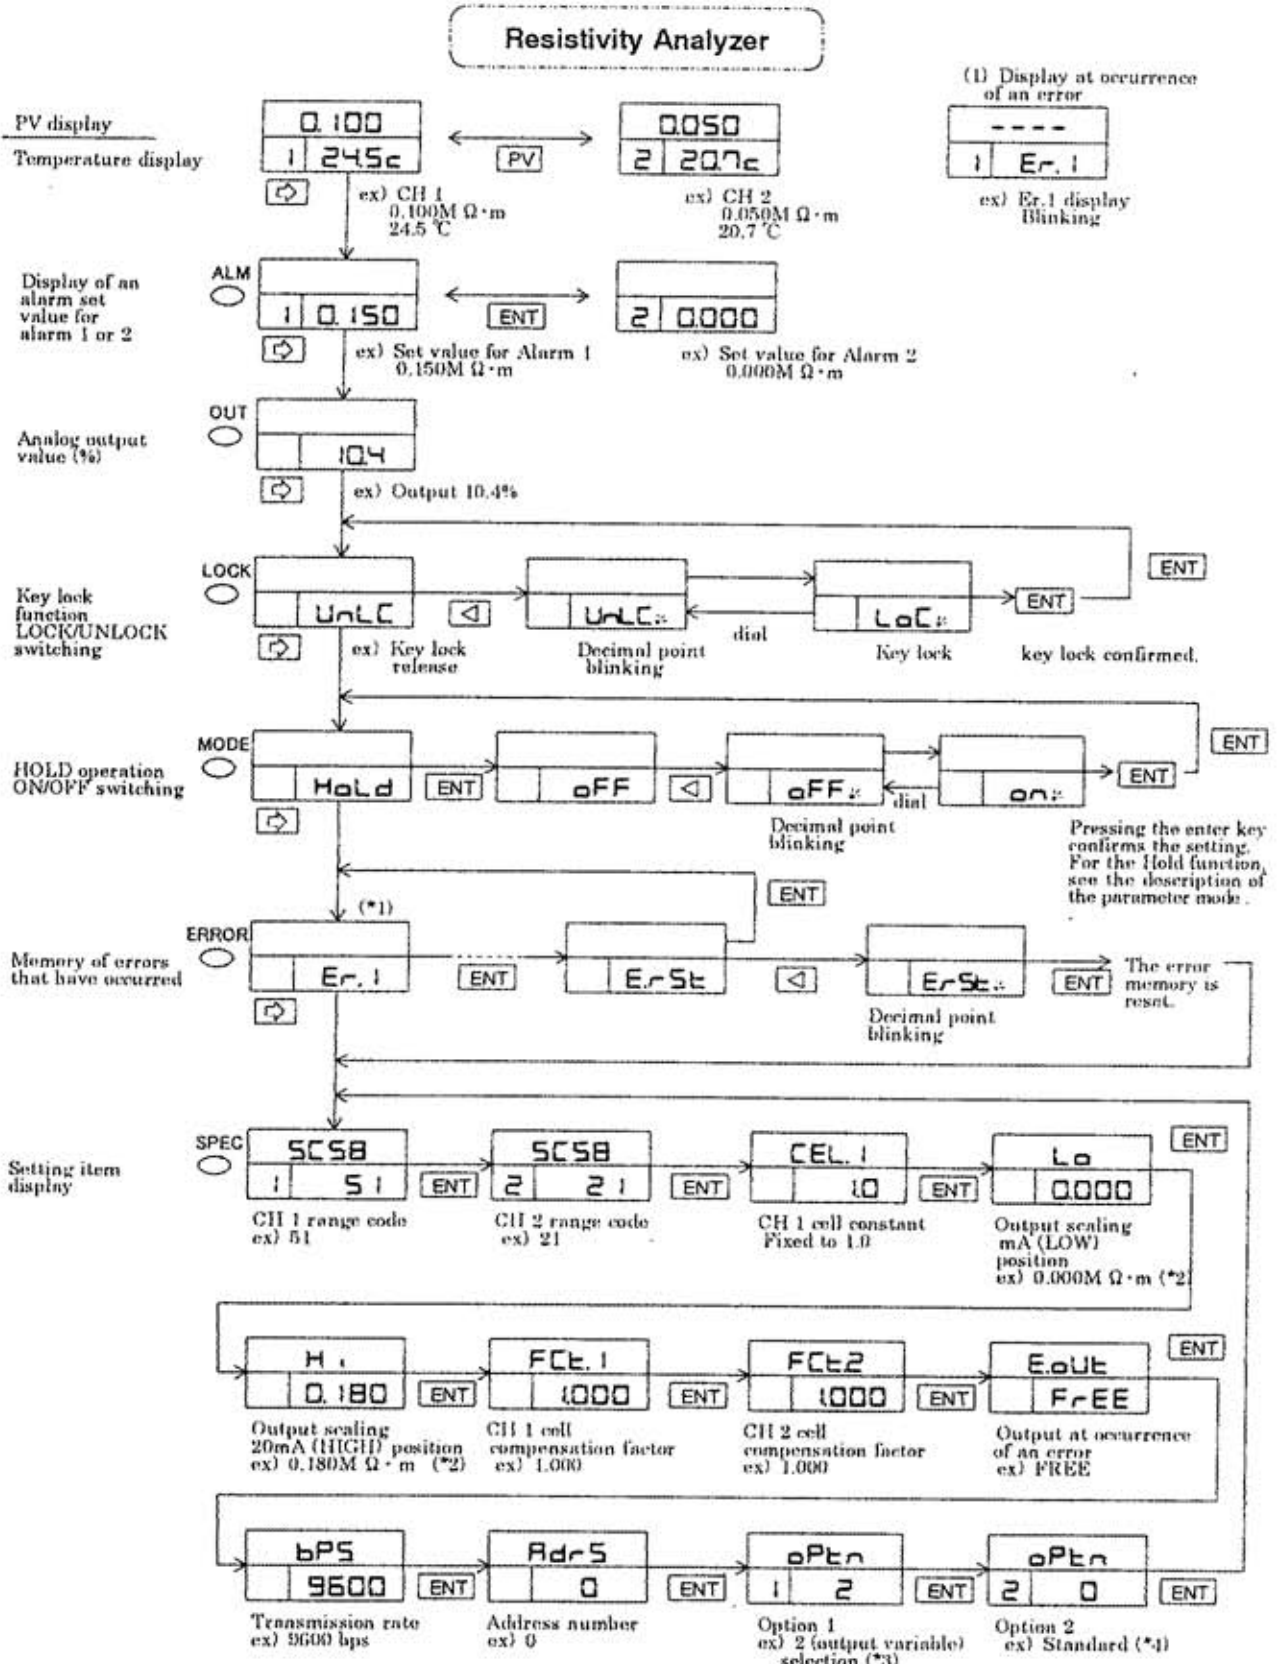 Resistivity Analyzer
(1) Display at occurrence
of an error
PV display
Temperature display
0.100
1 24.5c
PV
0.050
2 20.7c
----
1 Er.1
ex) CH 1
0.100M Ω·m
24.5 ℃
ex) CH 2
0.050M Ω·m
20.7 ℃
ex) Er.1 display
Blinking
Display of an
alarm set
value for
alarm 1 or 2
ALM
1 0.150
ENT
2 0.000
ex) Set value for Alarm 1
0.150M Ω·m
ex) Set value for Alarm 2
0.000M Ω·m
Analog output
value (%)
OUT
10.4
ex) Output 10.4%
Key lock
function
LOCK/UNLOCK
switching
LOCK
UnLC
UnLC.
dial
LoC.
ENT
ENT
ex) Key lock
release
Decimal point
blinking
Key lock
key lock confirmed.
HOLD operation
ON/OFF switching
MODE
HoLd
ENT
oFF
oFF.
dial
on.
ENT
ENT
Decimal point
blinking
Pressing the enter key
confirms the setting.
For the Hold function,
see the description of
the parameter mode.
(*1)
Memory of errors
that have occurred
ERROR
Er.1
ENT
E.rSt
ENT
ErSt.
ENT
The error
memory is
reset.
Decimal point
blinking
Setting item
display
SPEC
SCS8
1 51
ENT
SCS8
2 21
ENT
CEL.1
1.0
ENT
Lo
0.000
ENT
CH 1 range code
ex) 51
CH 2 range code
ex) 21
CH 1 cell constant
Fixed to 1.0
Output scaling
mA (LOW)
position
ex) 0.000M Ω·m (*2)
Hi
0.180
ENT
FCt.1
1.000
ENT
FCt.2
1.000
ENT
E.oUt
FrEE
ENT
Output scaling
20mA (HIGH) position
ex) 0.180M Ω·m (*2)
CH 1 cell
compensation factor
ex) 1.000
CH 2 cell
compensation factor
ex) 1.000
Output at occurrence
of an error
ex) FREE
bPS
9600
ENT
AdrS
0
ENT
oPtn
1 2
ENT
oPtn
2 0
ENT
Transmission rate
ex) 9600 bps
Address number
ex) 0
Option 1
ex) 2 (output variable)
selection (*3)
Option 2
ex) Standard (*4)